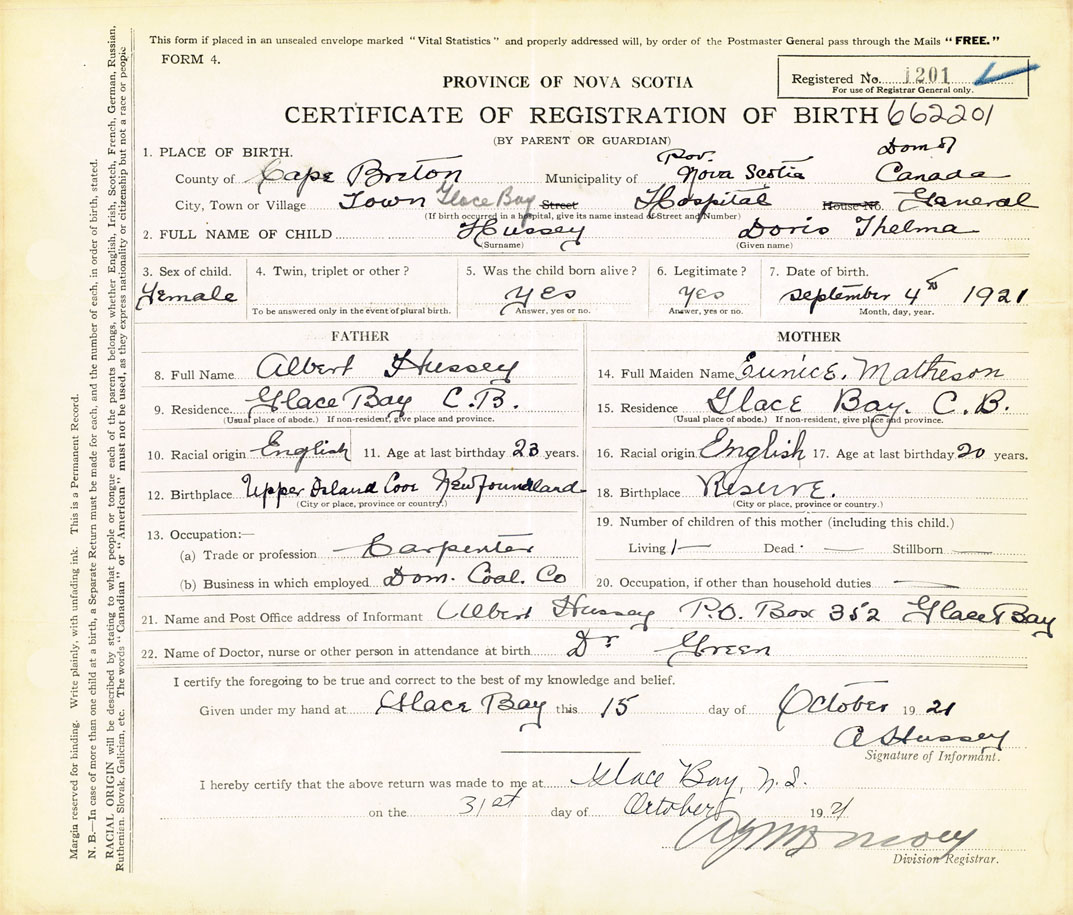 This form if placed in an unsealed envelope marked "Vital Statistics" and properly addressed will, by order of the Postmaster General pass through the Mails "FREE."
FORM 4.
Registered No. 1201
For use of Registrar General only.
PROVINCE OF NOVA SCOTIA
CERTIFICATE OF REGISTRATION OF BIRTH 662201
(BY PARENT OR GUARDIAN)
1. PLACE OF BIRTH. Pov. Dom of
County of Cape Breton Municipality of Nova Scotia Canada
City, Town or Village Town Glace Bay Street Hospital House No. General
(If birth occurred in a hospital, give its name instead of Street and Number)
2. FULL NAME OF CHILD Hussey Doris Thelma
(Surname) (Given name)
3. Sex of child. 4. Twin, triplet or other? 5. Was the child born alive? 6. Legitimate? 7. Date of birth.
Female YES Yes September 4th 1921
To be answered only in the event of plural birth. Answer, yes or no. Answer, yes or no. Month, day, year.
FATHER
8. Full Name Albert Hussey
9. Residence Glace Bay C.B.
(Usual place of abode.) If non-resident, give place and province.
10. Racial origin English 11. Age at last birthday 23 years.
12. Birthplace Upper Island Cove Newfoundland
(City or place, province or country.)
13. Occupation:—
(a) Trade or profession Carpenter
(b) Business in which employed Dom. Coal. Co
MOTHER
14. Full Maiden Name Eunice. Matheson
15. Residence Glace Bay. C.B.
(Usual place of abode.) If non-resident, give place and province.
16. Racial origin English 17. Age at last birthday 20 years.
18. Birthplace Reserve.
(City or place, province or country.)
19. Number of children of this mother (including this child.)
Living 1 — Dead — Stillborn —
20. Occupation, if other than household duties —
21. Name and Post Office address of Informant Albert Hussey P.O. Box 352 Glace Bay
22. Name of Doctor, nurse or other person in attendance at birth Dr Green
I certify the foregoing to be true and correct to the best of my knowledge and belief.
Given under my hand at Glace Bay this 15 day of October 1921
A Hussey
Signature of Informant.
I hereby certify that the above return was made to me at Glace Bay, N.S.
on the 31st day of October 1921
Division Registrar.
Margin reserved for binding. Write plainly, with unfading ink. This is a Permanent Record.
N. B.—In case of more than one child at a birth, a Separate Return must be made for each, and the number of each, in order of birth, stated.
RACIAL ORIGIN will be described by stating to what people or tongue each of the parents belongs, whether English, Irish, Scotch, French, German, Russian,
Ruthenian, Slovak, Galician, etc. The words "Canadian" or "American" must not be used, as they express nationality or citizenship but not a race or people